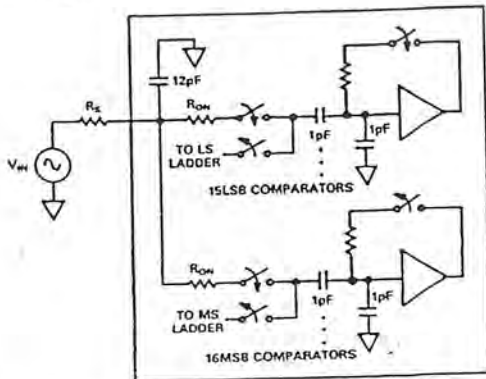 12pF
RS
RON
VIN
TO LS
LADDER
1pF
1pF
15LSB COMPARATORS
RON
TO MS
LADDER
1pF
1pF
16MSB COMPARATORS